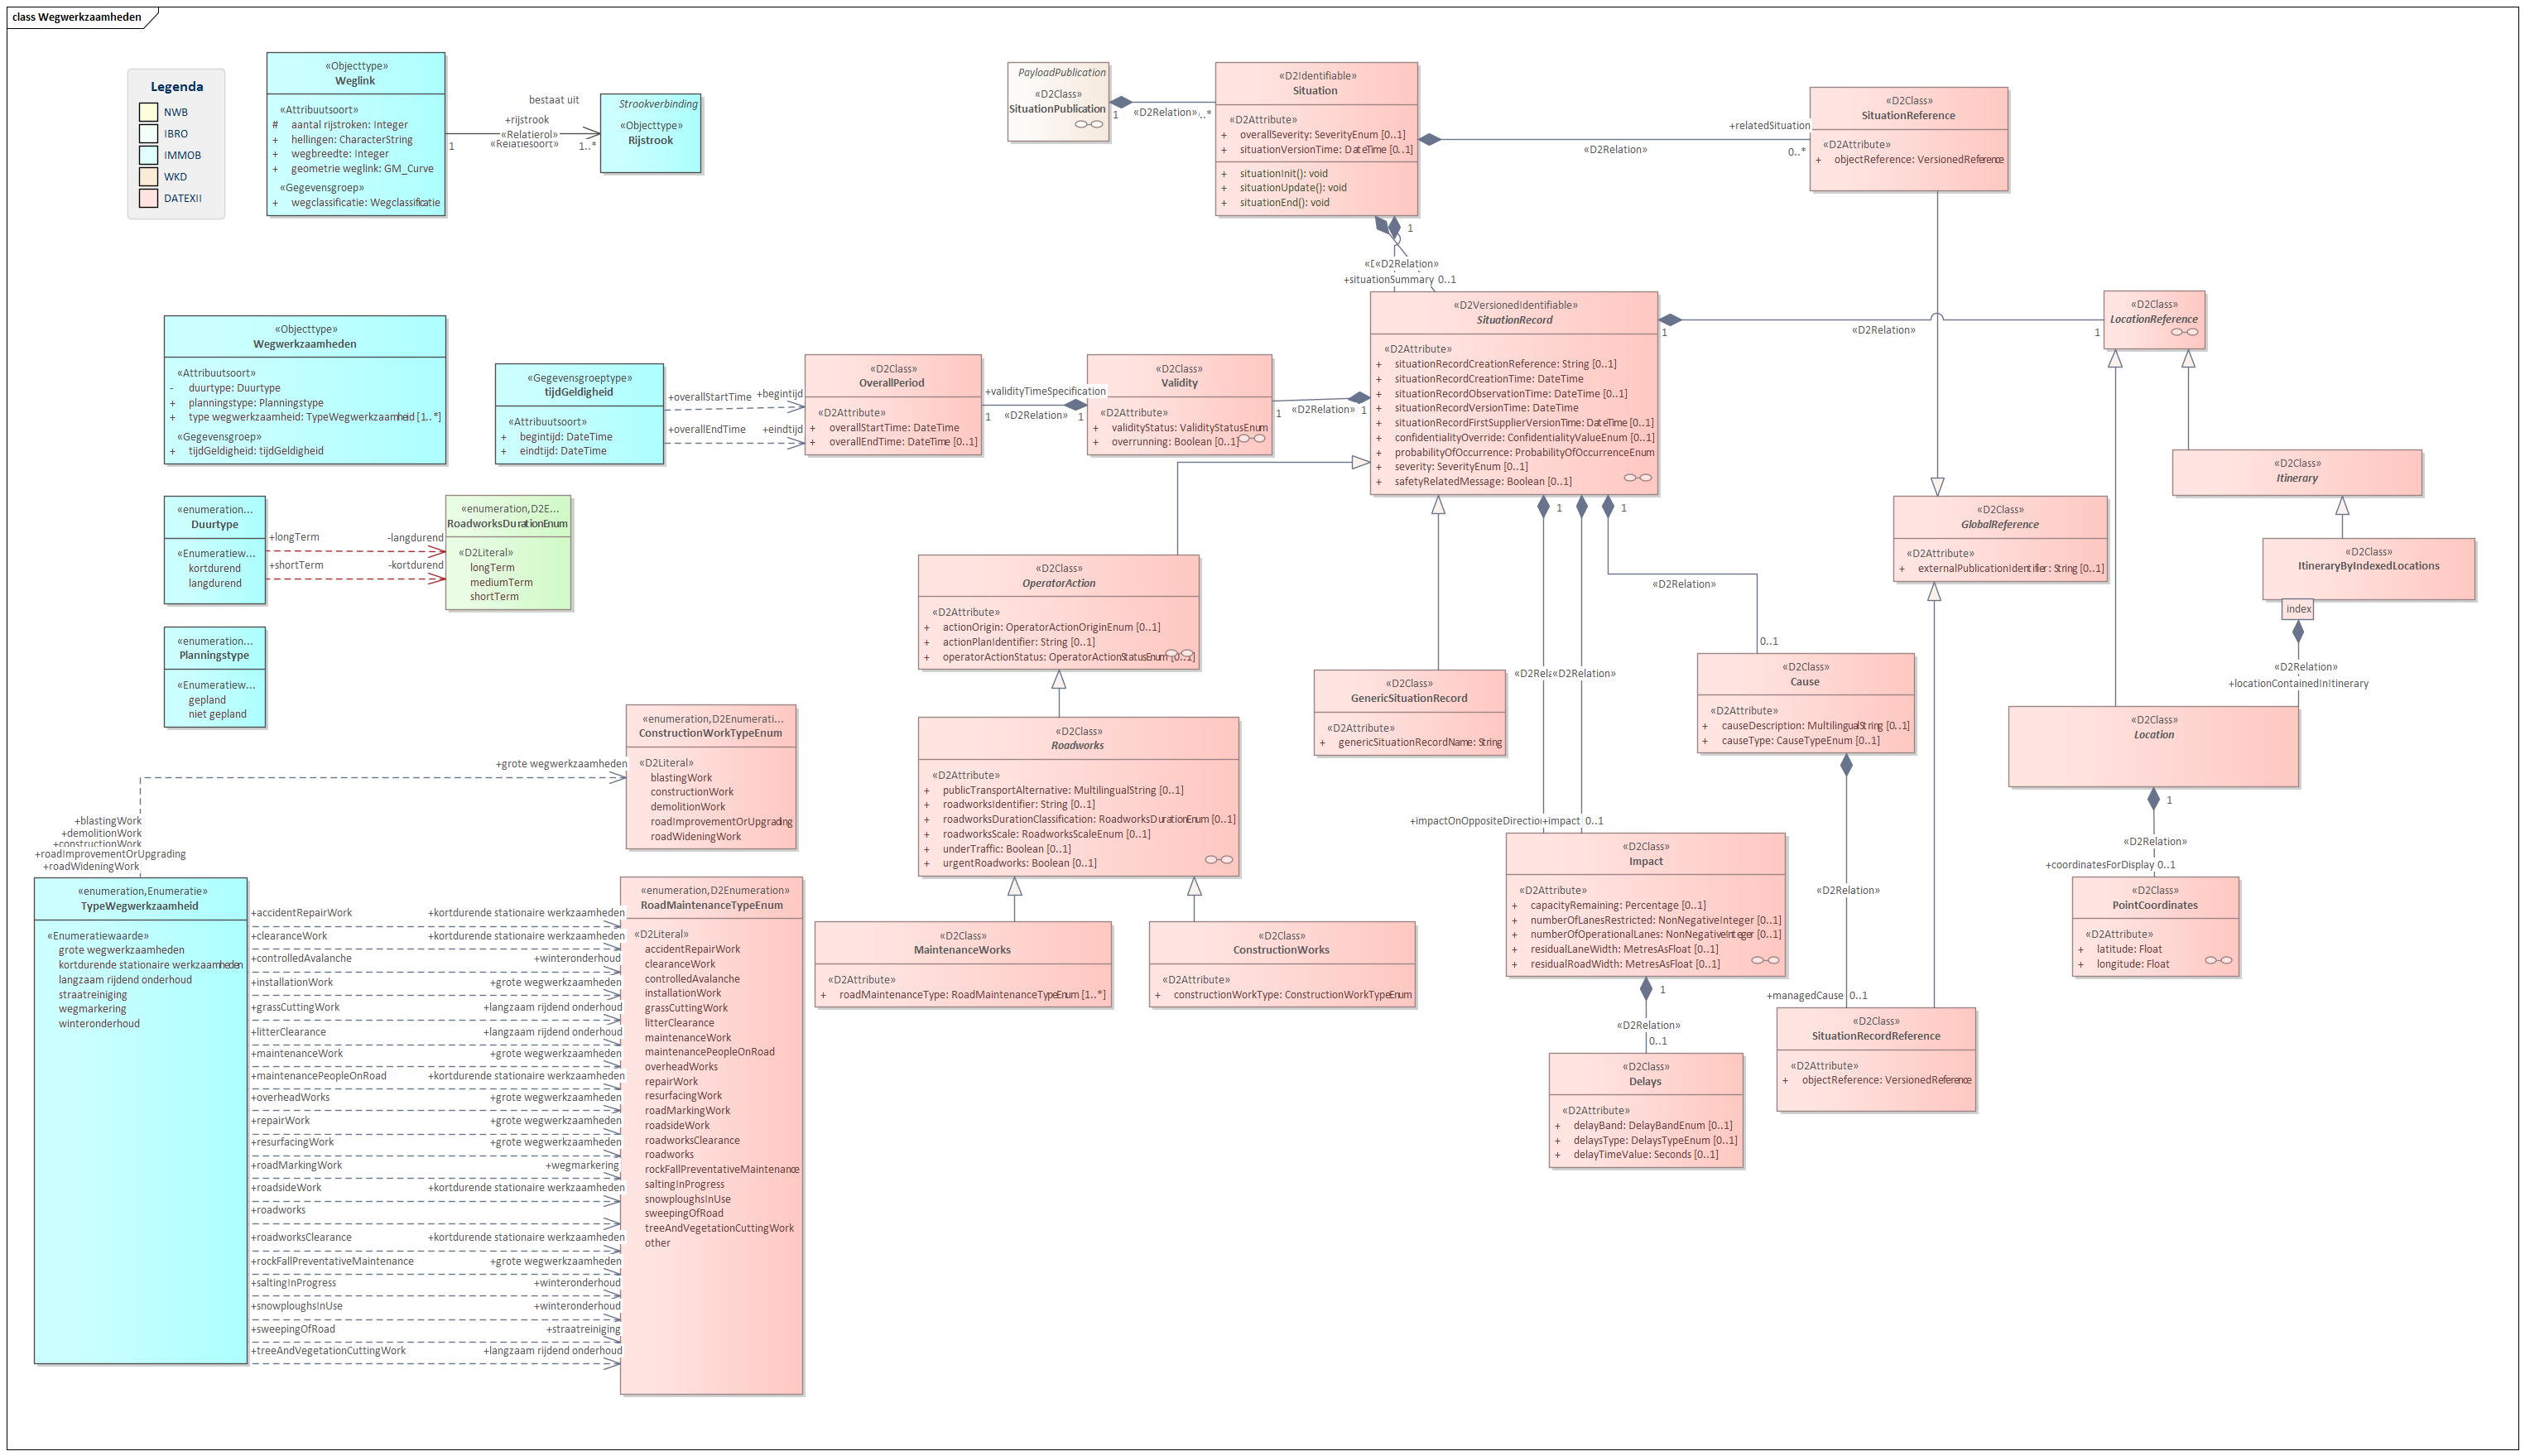 class Wegwerkzaamheden
Legenda
NWB
IBRO
IMMOB
WKD
DATEXII
«Objecttype»
Weglink
«Attribuutsoort»
# aantal rijstroken: Integer
+ hellingen: CharacterString
+ wegbreedte: Integer
+ geometrie weglink: GM_Curve
«Gegevensgroep»
+ wegclassificatie: Wegclassificatie
bestaat uit
+rijstrook
«Relatierol»
«Relatiesoort»
1
1..*
Strookverbinding
«Objecttype»
Rijstrook
PayloadPublication
«D2Class»
SituationPublication
1
«D2Relation»
..*
«D2Identifiable»
Situation
«D2Attribute»
+ overallSeverity: SeverityEnum [0..1]
+ situationVersionTime: DateTime [0..1]
+ situationInit(): void
+ situationUpdate(): void
+ situationEnd(): void
+relatedSituation
«D2Relation»
0..*
«D2Class»
SituationReference
«D2Attribute»
+ objectReference: VersionedReference
1
«D2Relation»
+situationSummary 0..1
«D2VersionedIdentifiable»
SituationRecord
«D2Attribute»
+ situationRecordCreationReference: String [0..1]
+ situationRecordCreationTime: DateTime
+ situationRecordObservationTime: DateTime [0..1]
+ situationRecordVersionTime: DateTime
+ situationRecordFirstSupplierVersionTime: DateTime [0..1]
+ confidentialityOverride: ConfidentialityValueEnum [0..1]
+ probabilityOfOccurrence: ProbabilityOfOccurrenceEnum
+ severity: SeverityEnum [0..1]
+ safetyRelatedMessage: Boolean [0..1]
1
«D2Relation»
1
«D2Class»
LocationReference
«Objecttype»
Wegwerkzaamheden
«Attribuutsoort»
- duurtype: Duurtype
+ planningstype: Planningstype
+ type wegwerkzaamheid: TypeWegwerkzaamheid [1..*]
«Gegevensgroep»
+ tijdGeldigheid: tijdGeldigheid
«Gegevensgroeptype»
tijdGeldigheid
«Attribuutsoort»
+ begintijd: DateTime
+ eindtijd: DateTime
+overallStartTime
+begintijd
+overallEndTime
+eindtijd
«D2Class»
OverallPeriod
«D2Attribute»
+ overallStartTime: DateTime
+ overallEndTime: DateTime [0..1]
+validityTimeSpecification
1
«D2Relation»
1
«D2Class»
Validity
«D2Attribute»
+ validityStatus: ValidityStatusEnum
+ overrunning: Boolean [0..1]
1
«D2Relation»
1
«D2Class»
Itinerary
«D2Class»
GlobalReference
«D2Attribute»
+ externalPublicationIdentifier: String [0..1]
«D2Class»
ItineraryByIndexedLocations
index
«D2Relation»
+locationContainedInItinerary
«enumeration...
Duurtype
«Enumeratiew...
kortdurend
langdurend
+longTerm
-langdurend
+shortTerm
-kortdurend
«enumeration,D2E...
RoadworksDurationEnum
«D2Literal»
longTerm
mediumTerm
shortTerm
«enumeration...
Planningstype
«Enumeratiew...
gepland
niet gepland
«D2Class»
OperatorAction
«D2Attribute»
+ actionOrigin: OperatorActionOriginEnum [0..1]
+ actionPlanIdentifier: String [0..1]
+ operatorActionStatus: OperatorActionStatusEnum [0..1]
1
1
«D2Relation»
0..1
«D2Relation»
«D2Class»
GenericSituationRecord
«D2Attribute»
+ genericSituationRecordName: String
«D2Class»
Cause
«D2Attribute»
+ causeDescription: MultilingualString [0..1]
+ causeType: CauseTypeEnum [0..1]
«D2Class»
Location
1
«D2Relation»
+coordinatesForDisplay 0..1
«D2Class»
PointCoordinates
«D2Attribute»
+ latitude: Float
+ longitude: Float
«enumeration,D2Enumerati...
ConstructionWorkTypeEnum
«D2Literal»
blastingWork
constructionWork
demolitionWork
roadImprovementOrUpgrading
roadWideningWork
+grote wegwerkzaamheden
+blastingWork
+demolitionWork
+constructionWork
+roadImprovementOrUpgrading
+roadWideningWork
«D2Class»
Roadworks
«D2Attribute»
+ publicTransportAlternative: MultilingualString [0..1]
+ roadworksIdentifier: String [0..1]
+ roadworksDurationClassification: RoadworksDurationEnum [0..1]
+ roadworksScale: RoadworksScaleEnum [0..1]
+ underTraffic: Boolean [0..1]
+ urgentRoadworks: Boolean [0..1]
+impactOnOppositeDirection
+impact 0..1
«D2Class»
Impact
«D2Attribute»
+ capacityRemaining: Percentage [0..1]
+ numberOfLanesRestricted: NonNegativeInteger [0..1]
+ numberOfOperationalLanes: NonNegativeInteger [0..1]
+ residualLaneWidth: MetresAsFloat [0..1]
+ residualRoadWidth: MetresAsFloat [0..1]
«D2Relation»
+managedCause 0..1
«D2Class»
SituationRecordReference
«D2Attribute»
+ objectReference: VersionedReference
1
«D2Relation»
0..1
«D2Class»
Delays
«D2Attribute»
+ delayBand: DelayBandEnum [0..1]
+ delaysType: DelaysTypeEnum [0..1]
+ delayTimeValue: Seconds [0..1]
«D2Class»
MaintenanceWorks
«D2Attribute»
+ roadMaintenanceType: RoadMaintenanceTypeEnum [1..*]
«D2Class»
ConstructionWorks
«D2Attribute»
+ constructionWorkType: ConstructionWorkTypeEnum
«enumeration,Enumeratie»
TypeWegwerkzaamheid
«Enumeratiewaarde»
grote wegwerkzaamheden
kortdurende stationaire werkzaamheden
langzaam rijdend onderhoud
straatreiniging
wegmarkering
winteronderhoud
+accidentRepairWork +kortdurende stationaire werkzaamheden
+clearanceWork +kortdurende stationaire werkzaamheden
+controlledAvalanche +winteronderhoud
+installationWork +grote wegwerkzaamheden
+grassCuttingWork +langzaam rijdend onderhoud
+litterClearance +langzaam rijdend onderhoud
+maintenanceWork +grote wegwerkzaamheden
+maintenancePeopleOnRoad +kortdurende stationaire werkzaamheden
+overheadWorks +grote wegwerkzaamheden
+repairWork +grote wegwerkzaamheden
+resurfacingWork +grote wegwerkzaamheden
+roadMarkingWork +wegmarkering
+roadsideWork +kortdurende stationaire werkzaamheden
+roadworks
+roadworksClearance +kortdurende stationaire werkzaamheden
+rockFallPreventativeMaintenance +grote wegwerkzaamheden
+saltingInProgress +winteronderhoud
+snowploughsInUse +winteronderhoud
+sweepingOfRoad +straatreiniging
+treeAndVegetationCuttingWork +langzaam rijdend onderhoud
«enumeration,D2Enumeration»
RoadMaintenanceTypeEnum
«D2Literal»
accidentRepairWork
clearanceWork
controlledAvalanche
installationWork
grassCuttingWork
litterClearance
maintenanceWork
maintenancePeopleOnRoad
overheadWorks
repairWork
resurfacingWork
roadMarkingWork
roadsideWork
roadworksClearance
roadworks
rockFallPreventativeMaintenance
saltingInProgress
snowploughsInUse
sweepingOfRoad
treeAndVegetationCuttingWork
other